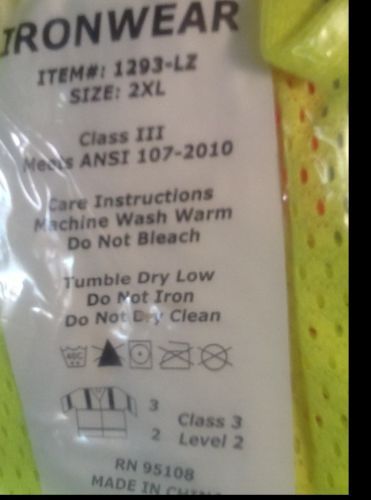 IRONWEAR
ITEM#: 1293-LZ
SIZE: 2XL
Class III
Meets ANSI 107-2010
Care Instructions
Machine Wash Warm
Do Not Bleach
Tumble Dry Low
Do Not Iron
Do Not Dry Clean
40C
3
2
Class 3
Level 2
RN 95108
MADE IN CHINA